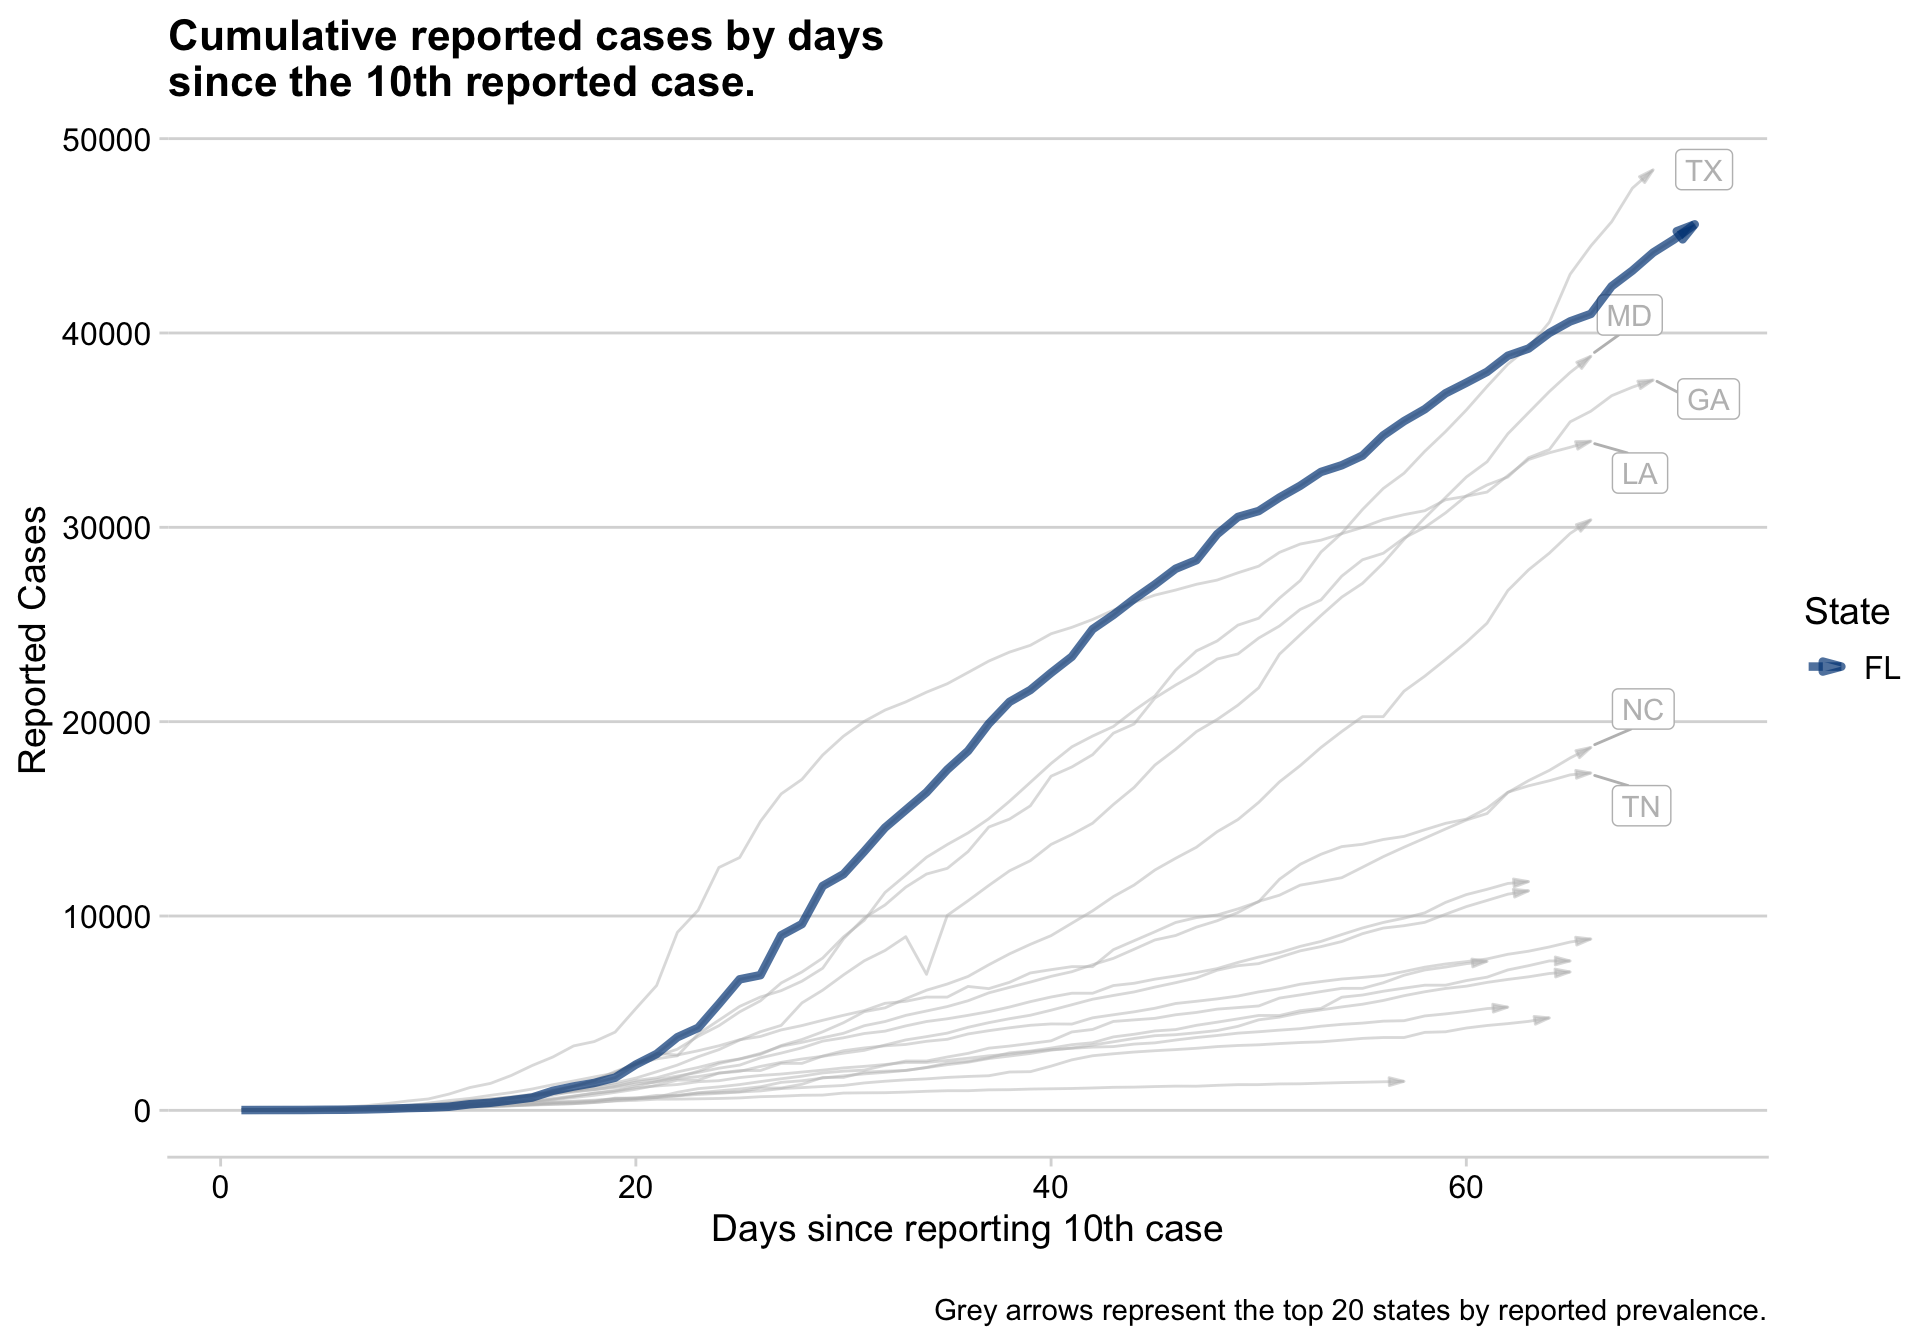 Cumulative reported cases by days
since the 10th reported case.
50000
40000
30000
20000
10000
0
Reported Cases
TX
MD
GA
LA
NC
TN
State
FL
0 20 40 60
Days since reporting 10th case
Grey arrows represent the top 20 states by reported prevalence.